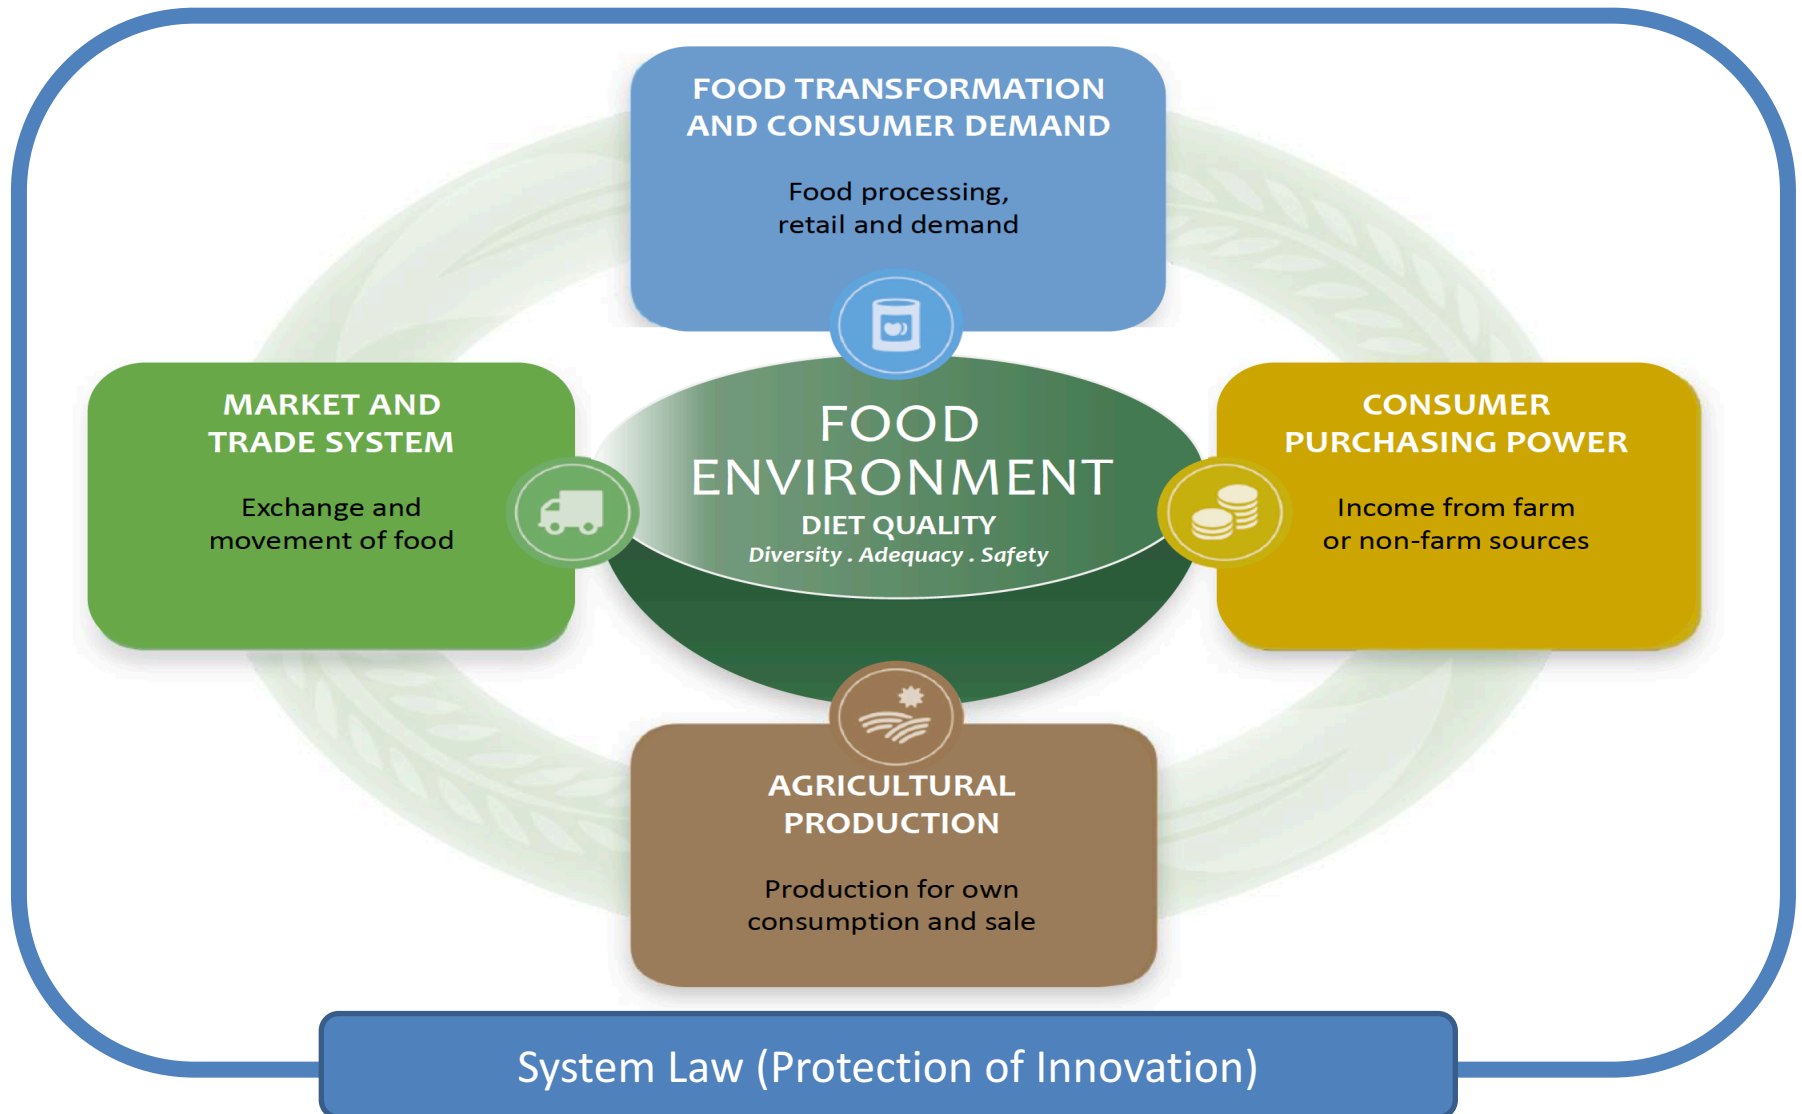 FOOD TRANSFORMATION
AND CONSUMER DEMAND
Food processing,
retail and demand
MARKET AND
TRADE SYSTEM
Exchange and
movement of food
FOOD
ENVIRONMENT
DIET QUALITY
Diversity . Adequacy . Safety
CONSUMER
PURCHASING POWER
Income from farm
or non-farm sources
AGRICULTURAL
PRODUCTION
Production for own
consumption and sale
System Law (Protection of Innovation)